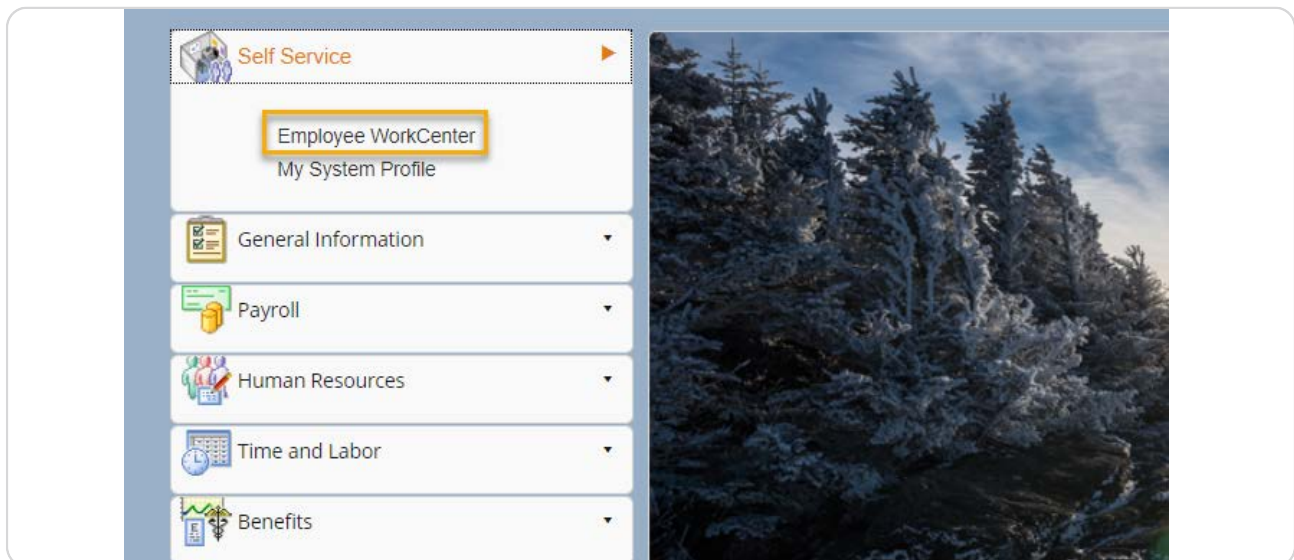 Self Service
Employee WorkCenter
My System Profile
General Information
Payroll
Human Resources
Time and Labor
Benefits